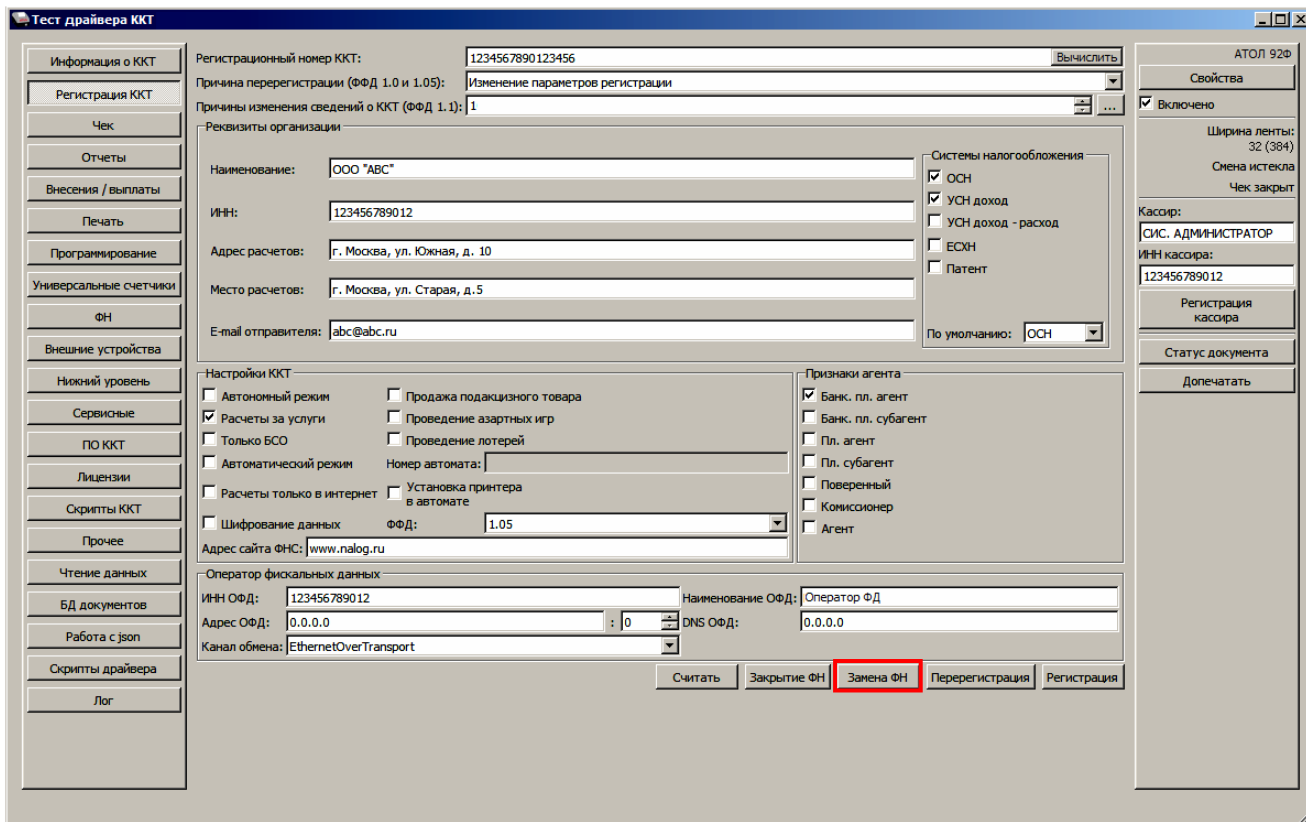 Тест драйвера ККТ
Информация о ККТ
Регистрация ККТ
Чек
Отчеты
Внесения / выплаты
Печать
Программирование
Универсальные счетчики
ФН
Внешние устройства
Нижний уровень
Сервисные
ПО ККТ
Лицензии
Скрипты ККТ
Прочее
Чтение данных
БД документов
Работа с json
Скрипты драйвера
Лог
Регистрационный номер ККТ: 1234567890123456 Вычислить
Причина перерегистрации (ФФД 1.0 и 1.05): Изменение параметров регистрации
Причины изменения сведений о ККТ (ФФД 1.1): 1 ...
Реквизиты организации
Наименование: ООО "АВС"
ИНН: 123456789012
Адрес расчетов: г. Москва, ул. Южная, д. 10
Место расчетов: г. Москва, ул. Старая, д.5
E-mail отправителя: abc@abc.ru
Системы налогообложения
ОСН
УСН доход
УСН доход - расход
ЕСХН
Патент
По умолчанию: ОСН
Настройки ККТ
Автономный режим Продажа подакцизного товара
Расчеты за услуги Проведение азартных игр
Только БСО Проведение лотерей
Автоматический режим Номер автомата:
Расчеты только в интернет Установка принтера
в автомате
Шифрование данных ФФД: 1.05
Адрес сайта ФНС: www.nalog.ru
Признаки агента
Банк. пл. агент
Банк. пл. субагент
Пл. агент
Пл. субагент
Поверенный
Комиссионер
Агент
Оператор фискальных данных
ИНН ОФД: 123456789012 Наименование ОФД: Оператор ФД
Адрес ОФД: 0.0.0.0 : 0 DNS ОФД: 0.0.0.0
Канал обмена: EthernetOverTransport
Считать Закрытие ФН Замена ФН Перерегистрация Регистрация
АТОЛ 92Ф
Свойства
Включено
Ширина ленты:
32 (384)
Смена истекла
Чек закрыт
Кассир:
СИС. АДМИНИСТРАТОР
ИНН кассира:
123456789012
Регистрация
кассира
Статус документа
Допечатать